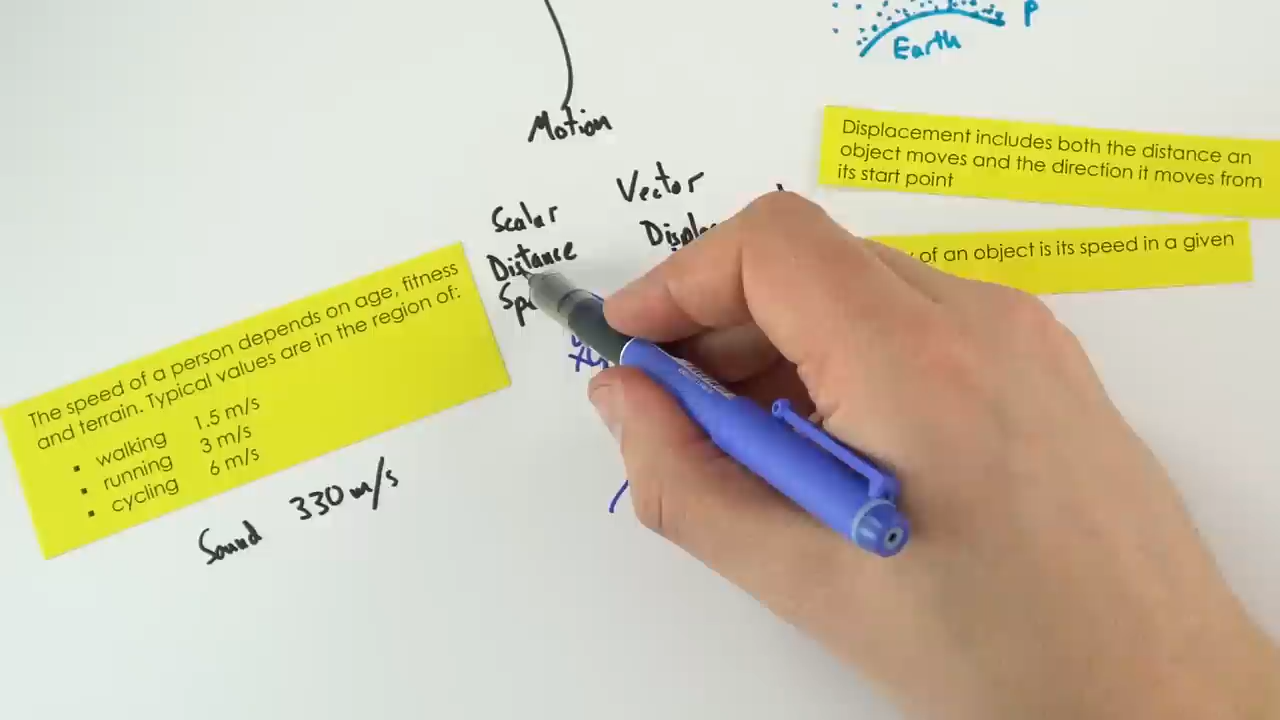 P
Earth
Motion
Displacement includes both the distance an
object moves and the direction it moves from
its start point
Scalar
Vector
Distance
of an object is its speed in a given
The speed of a person depends on age, fitness
and terrain. Typical values are in the region of:
▪ walking 1.5 m/s
▪ running 3 m/s
▪ cycling 6 m/s
Sound 330 m/s